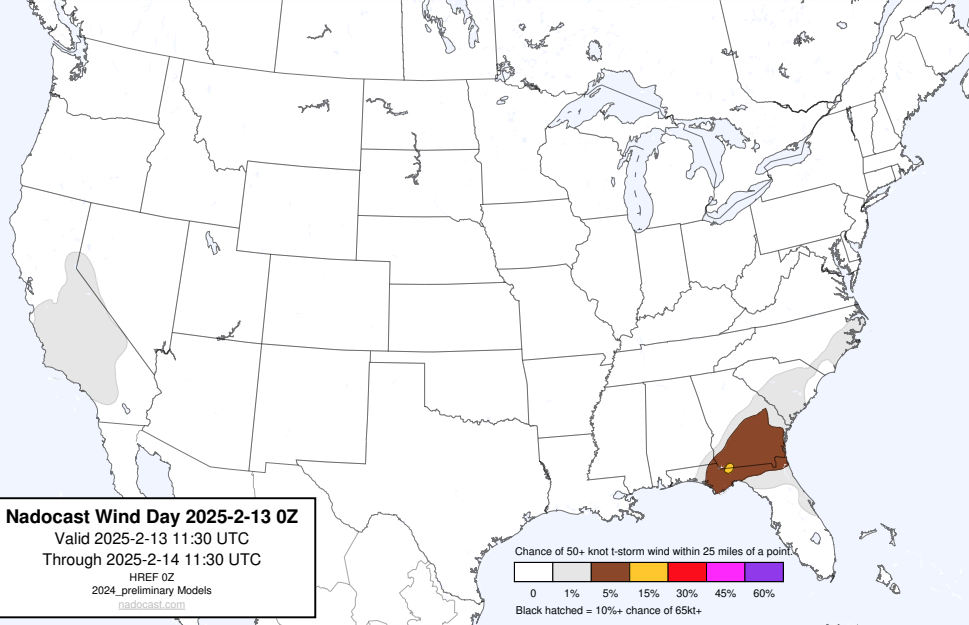 Nadocast Wind Day 2025-2-13 0Z
Valid 2025-2-13 11:30 UTC
Through 2025-2-14 11:30 UTC
HREF 0Z
2024_preliminary Models
nadocast.com
Chance of 50+ knot t-storm wind within 25 miles of a point.
0 1% 5% 15% 30% 45% 60%
Black hatched = 10%+ chance of 65kt+